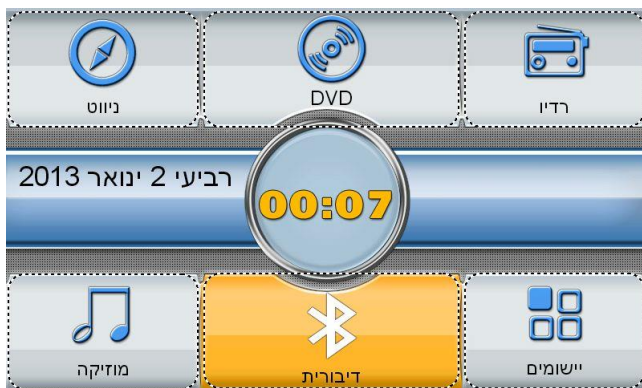 רדיו
DVD
ניווט
רביעי 2 ינואר 2013
00:07
יישומים
דיבורית
מוזיקה